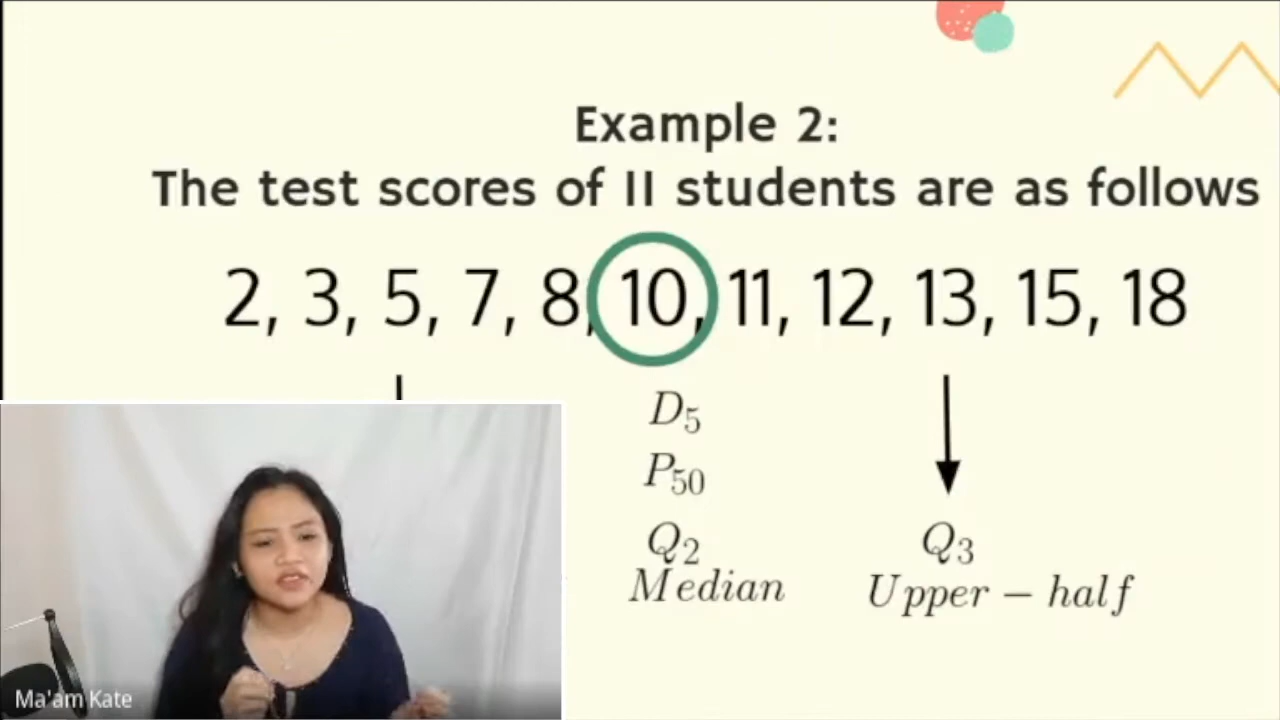 Example 2:
The test scores of 11 students are as follows
2, 3, 5, 7, 8, 10, 11, 12, 13, 15, 18
D5
P50
Q2
Median
Q3
Upper – half
Ma'am Kate